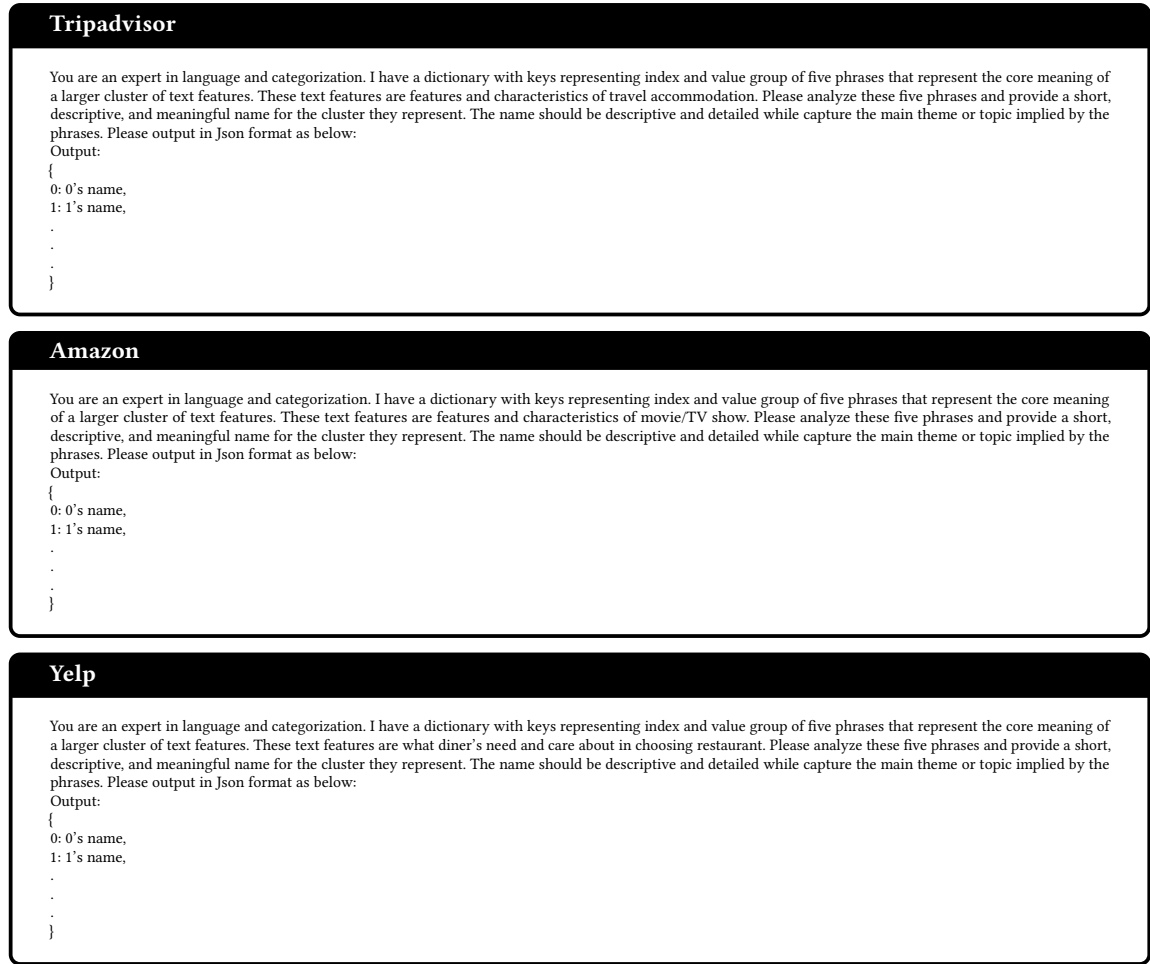 Tripadvisor
You are an expert in language and categorization. I have a dictionary with keys representing index and value group of five phrases that represent the core meaning of
a larger cluster of text features. These text features are features and characteristics of travel accommodation. Please analyze these five phrases and provide a short,
descriptive, and meaningful name for the cluster they represent. The name should be descriptive and detailed while capture the main theme or topic implied by the
phrases. Please output in Json format as below:
Output:
{
0: 0's name,
1: 1's name,
.
.
.
}
Amazon
You are an expert in language and categorization. I have a dictionary with keys representing index and value group of five phrases that represent the core meaning
of a larger cluster of text features. These text features are features and characteristics of movie/TV show. Please analyze these five phrases and provide a short,
descriptive, and meaningful name for the cluster they represent. The name should be descriptive and detailed while capture the main theme or topic implied by the
phrases. Please output in Json format as below:
Output:
{
0: 0's name,
1: 1's name,
.
.
.
}
Yelp
You are an expert in language and categorization. I have a dictionary with keys representing index and value group of five phrases that represent the core meaning of
a larger cluster of text features. These text features are what diner's need and care about in choosing restaurant. Please analyze these five phrases and provide a short,
descriptive, and meaningful name for the cluster they represent. The name should be descriptive and detailed while capture the main theme or topic implied by the
phrases. Please output in Json format as below:
Output:
{
0: 0's name,
1: 1's name,
.
.
.
}